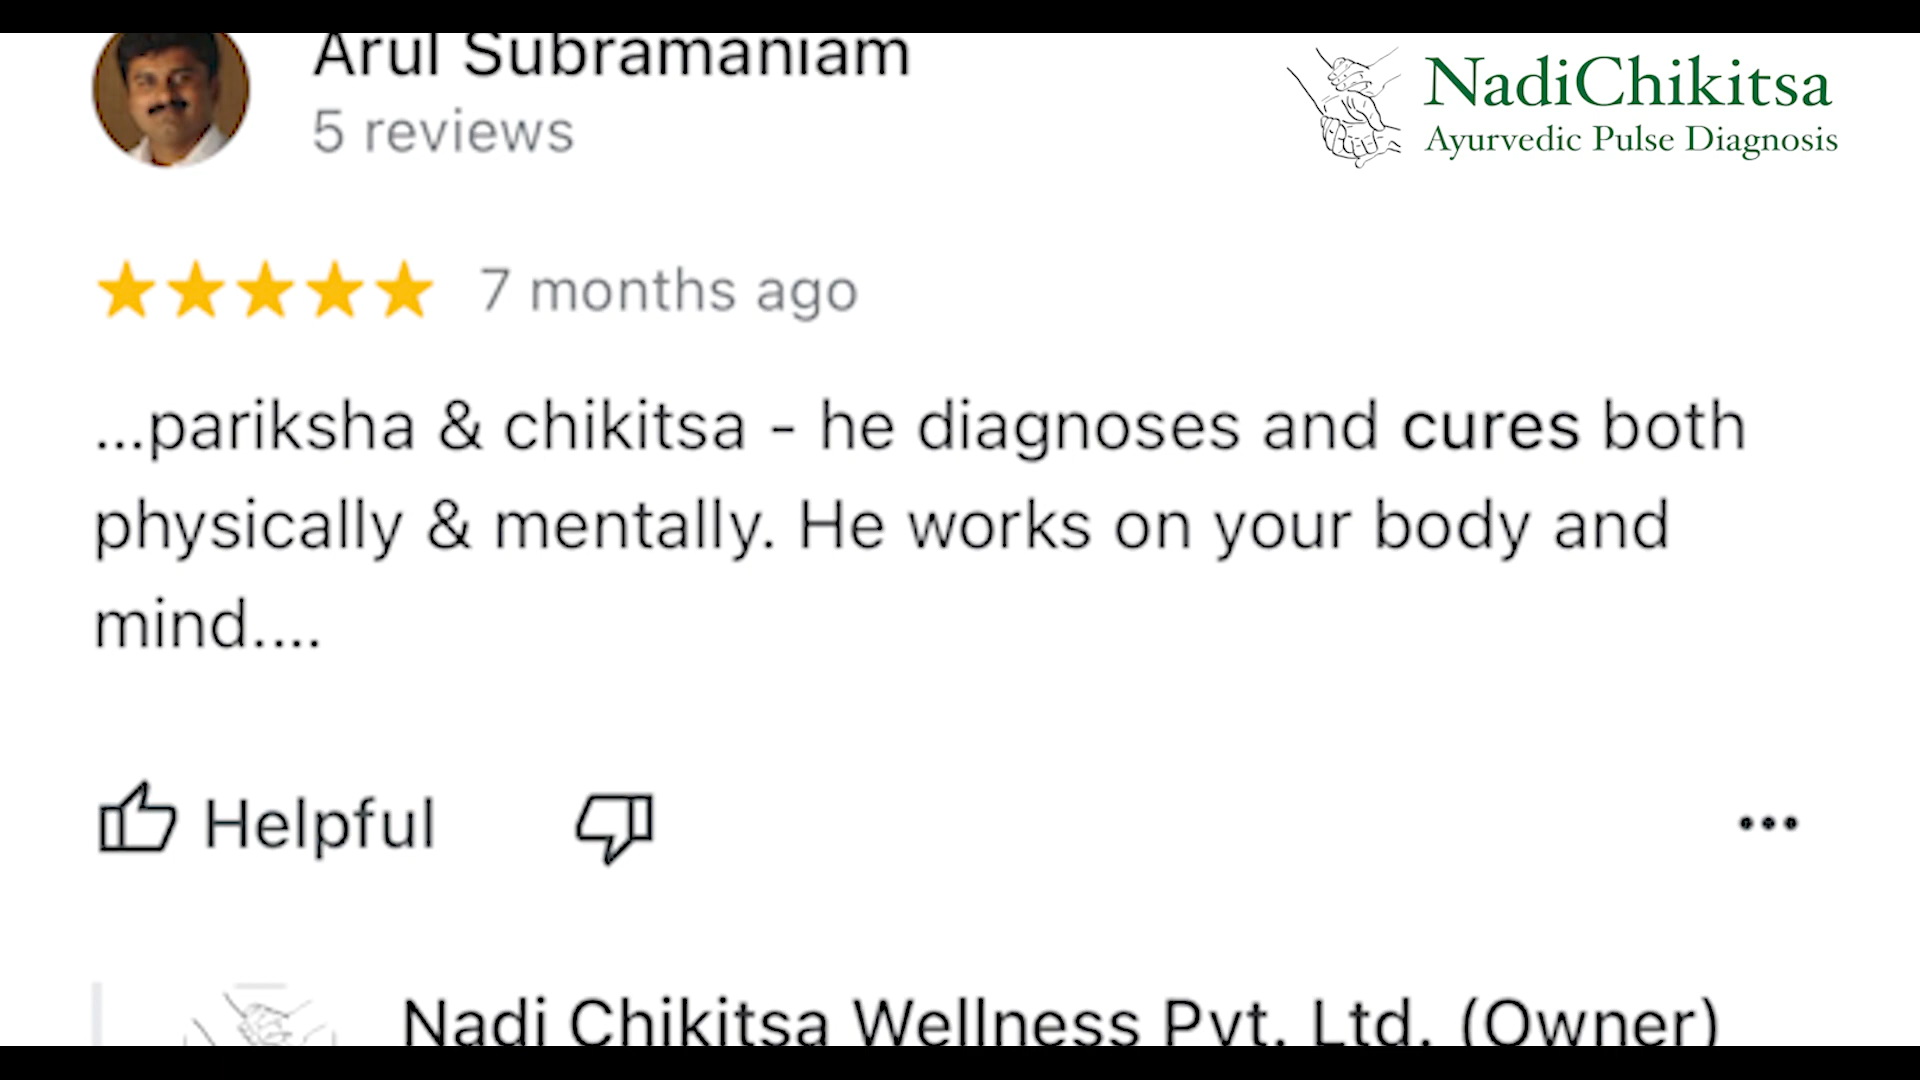 Arul Subramaniam
5 reviews
NadiChikitsa
Ayurvedic Pulse Diagnosis
7 months ago
...pariksha & chikitsa - he diagnoses and cures both
physically & mentally. He works on your body and
mind....
Helpful
Nadi Chikitsa Wellness Pvt. Ltd. (Owner)